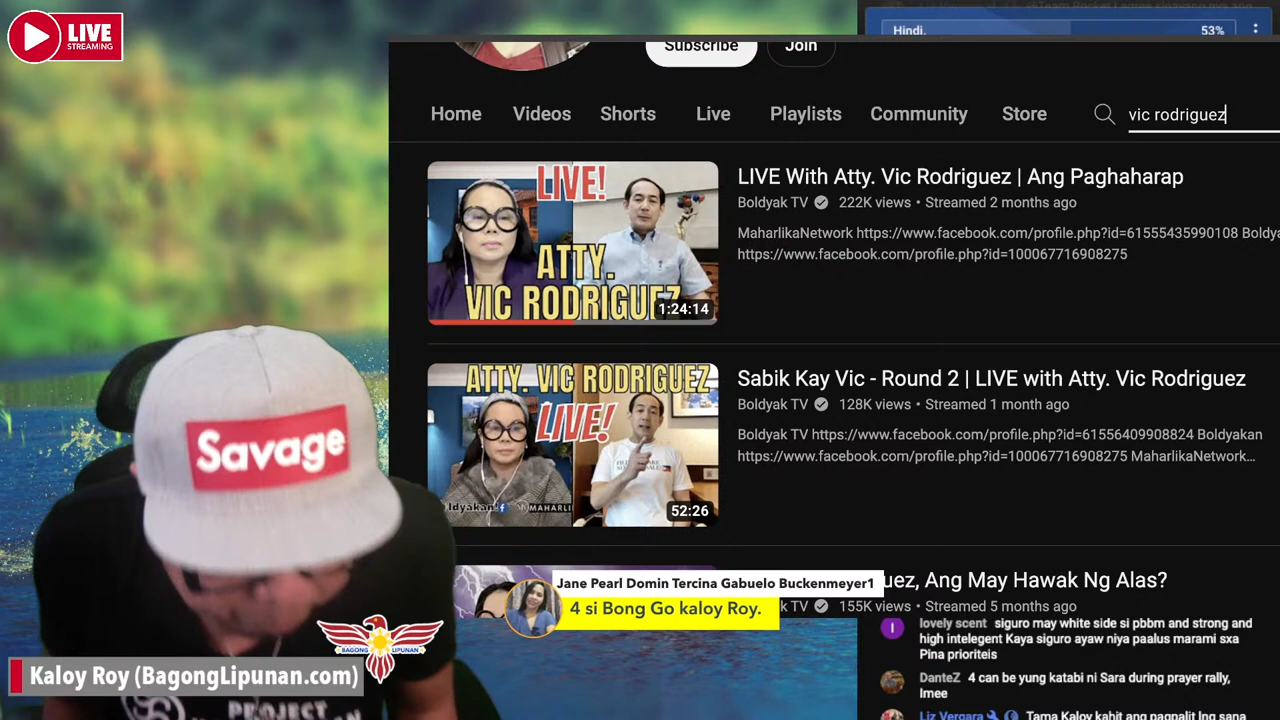 LIVE
STREAMING
Hindi.
53%
Subscribe
Join
Home
Videos
Shorts
Live
Playlists
Community
Store
vic rodriguez
LIVE!
ATTY.
VIC RODRIGUEZ
1:24:14
LIVE With Atty. Vic Rodriguez | Ang Paghaharap
Boldyak TV 222K views • Streamed 2 months ago
MaharlikaNetwork https://www.facebook.com/profile.php?id=61555435990108 Boldya
https://www.facebook.com/profile.php?id=100067716908275
ATTY. VIC RODRIGUEZ
LIVE!
52:26
Sabik Kay Vic - Round 2 | LIVE with Atty. Vic Rodriguez
Boldyak TV 128K views • Streamed 1 month ago
Boldyak TV https://www.facebook.com/profile.php?id=61556409908824 Boldyakan
https://www.facebook.com/profile.php?id=100067716908275 MaharlikaNetwork...
uez, Ang May Hawak Ng Alas?
k TV 155K views • Streamed 5 months ago
Jane Pearl Domin Tercina Gabuelo Buckenmeyer1
4 si Bong Go kaloy Roy.
lovely scent siguro may white side si pbbm and strong and
high intelegent Kaya siguro ayaw niya paalus marami sxa
Pina prioriteis
DanteZ 4 can be yung katabi ni Sara during prayer rally,
Imee
Liz Vergara Tama Kaloy kahit ang pagpalit lng sana
Savage
BAGONG LIPUNAN
Kaloy Roy (BagongLipunan.com)
PROJECT